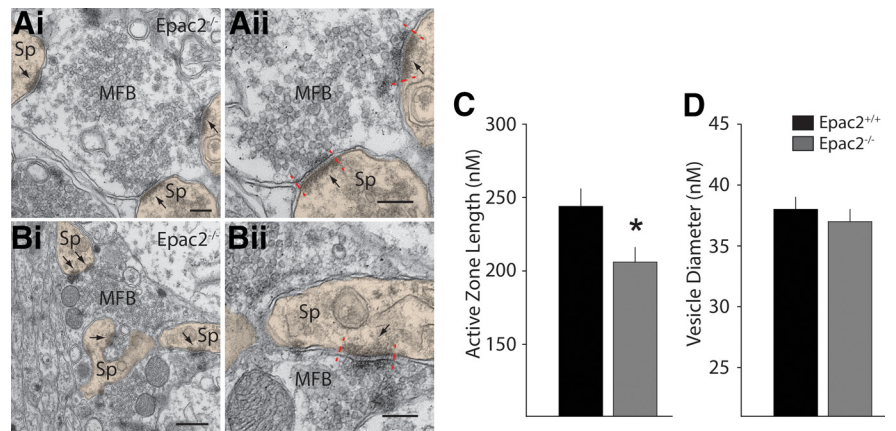 Ai
Epac2-/-
Sp
MFB
Sp
Aii
MFB
Sp
Bi
Epac2-/-
Sp
MFB
Sp
Sp
Bii
Sp
MFB
C
Active Zone Length (nM)
300
250
200
150
*
D
Epac2+/+
Epac2-/-
Vesicle Diameter (nM)
45
40
35
30
25